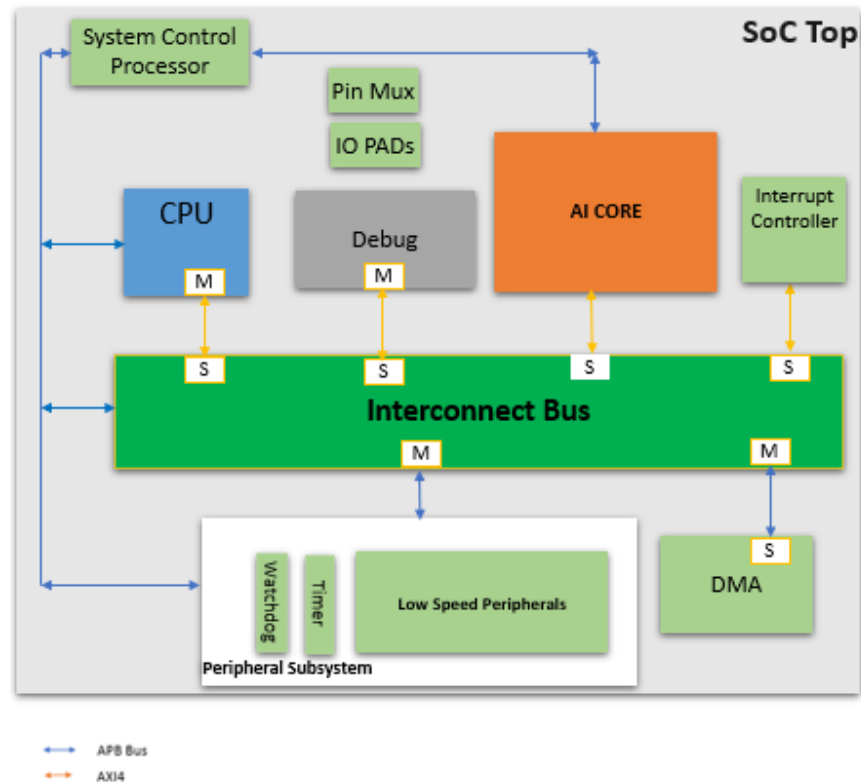 SoC Top
System Control
Processor
Pin Mux
IO PADs
CPU
M
Debug
M
AI CORE
Interrupt
Controller
S
S
S
S
Interconnect Bus
M
M
S
DMA
Watchdog
Timer
Low Speed Peripherals
Peripheral Subsystem
APB Bus
AXI4